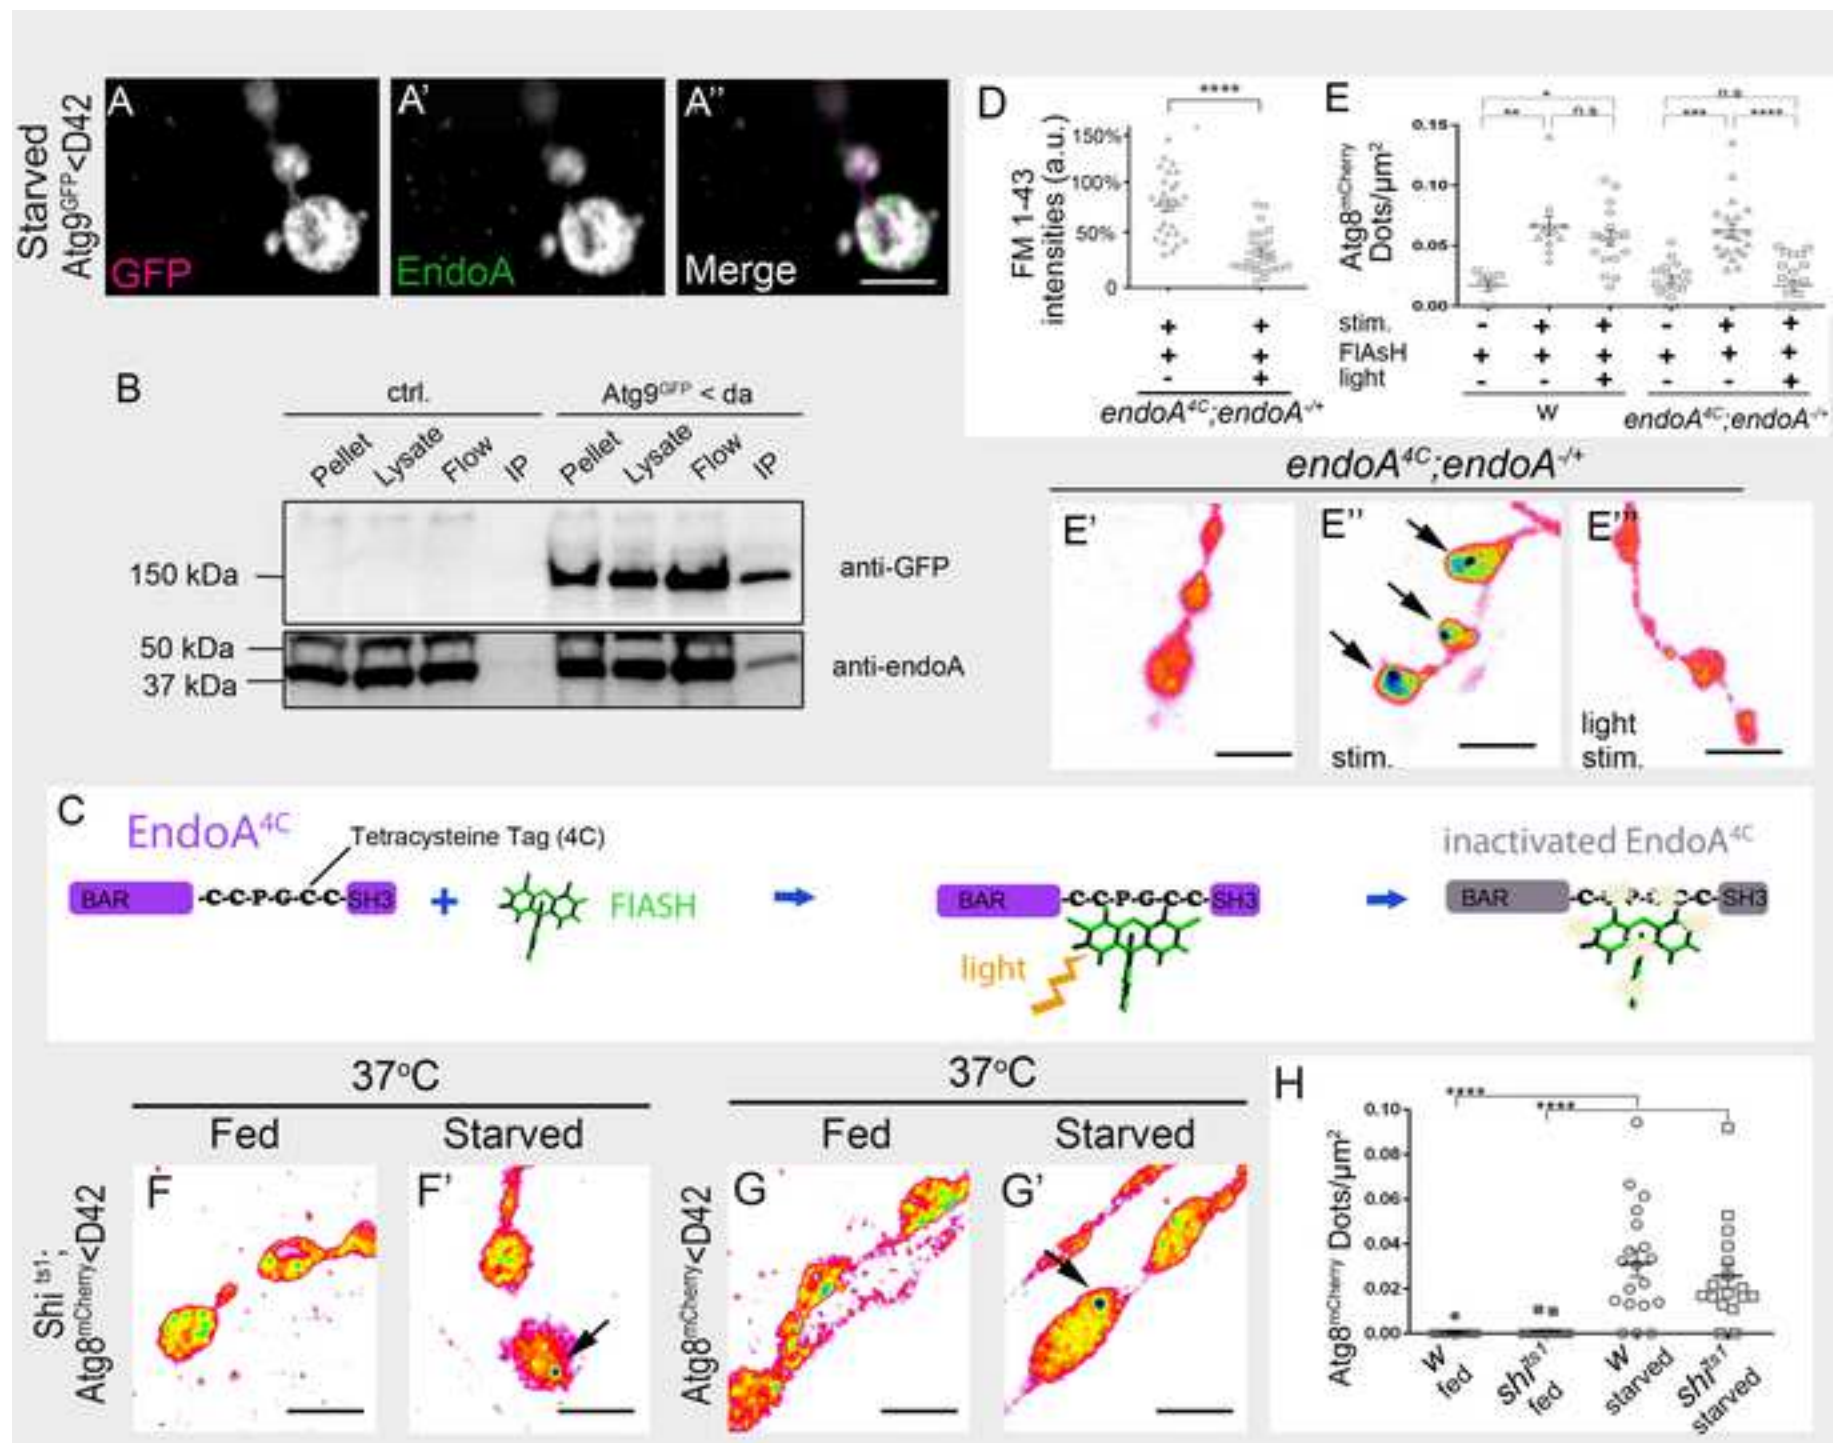 Starved
Atg9GFP<D42
A
GFP
A'
EndoA
A''
Merge
B
ctrl.
Atg9GFP < da
Pellet
Lysate
Flow
IP
Pellet
Lysate
Flow
IP
150 kDa
50 kDa
37 kDa
anti-GFP
anti-endoA
D
****
FM 1-43
intensities (a.u.)
150%
100%
50%
0
+ +
+ +
- +
endoA4C;endoA-/+
E
* n.s
** n.s *** ****
Atg8mCherry
Dots/µm2
0.15
0.10
0.05
0.00
stim. - + + - + +
FlAsH + + + + + +
light - - + - - +
w
endoA4C;endoA-/+
endoA4C;endoA-/+
E'
E''
stim.
E'''
light
stim.
C
EndoA4C
Tetracysteine Tag (4C)
BAR
-C-C-P-G-C-C-
SH3
+
FlASH
BAR
-C-C-P-G-C-C-
SH3
light
inactivated EndoA4C
BAR
SH3
37oC
Fed
Starved
Shi ts1;
Atg8mCherry<D42
F
F'
37oC
Fed
Starved
Atg8mCherry<D42
G
G'
H
****
****
Atg8mCherry Dots/µm2
0.10
0.08
0.06
0.04
0.02
0.00
w
fed
shits1
fed
w
starved
shits1
starved